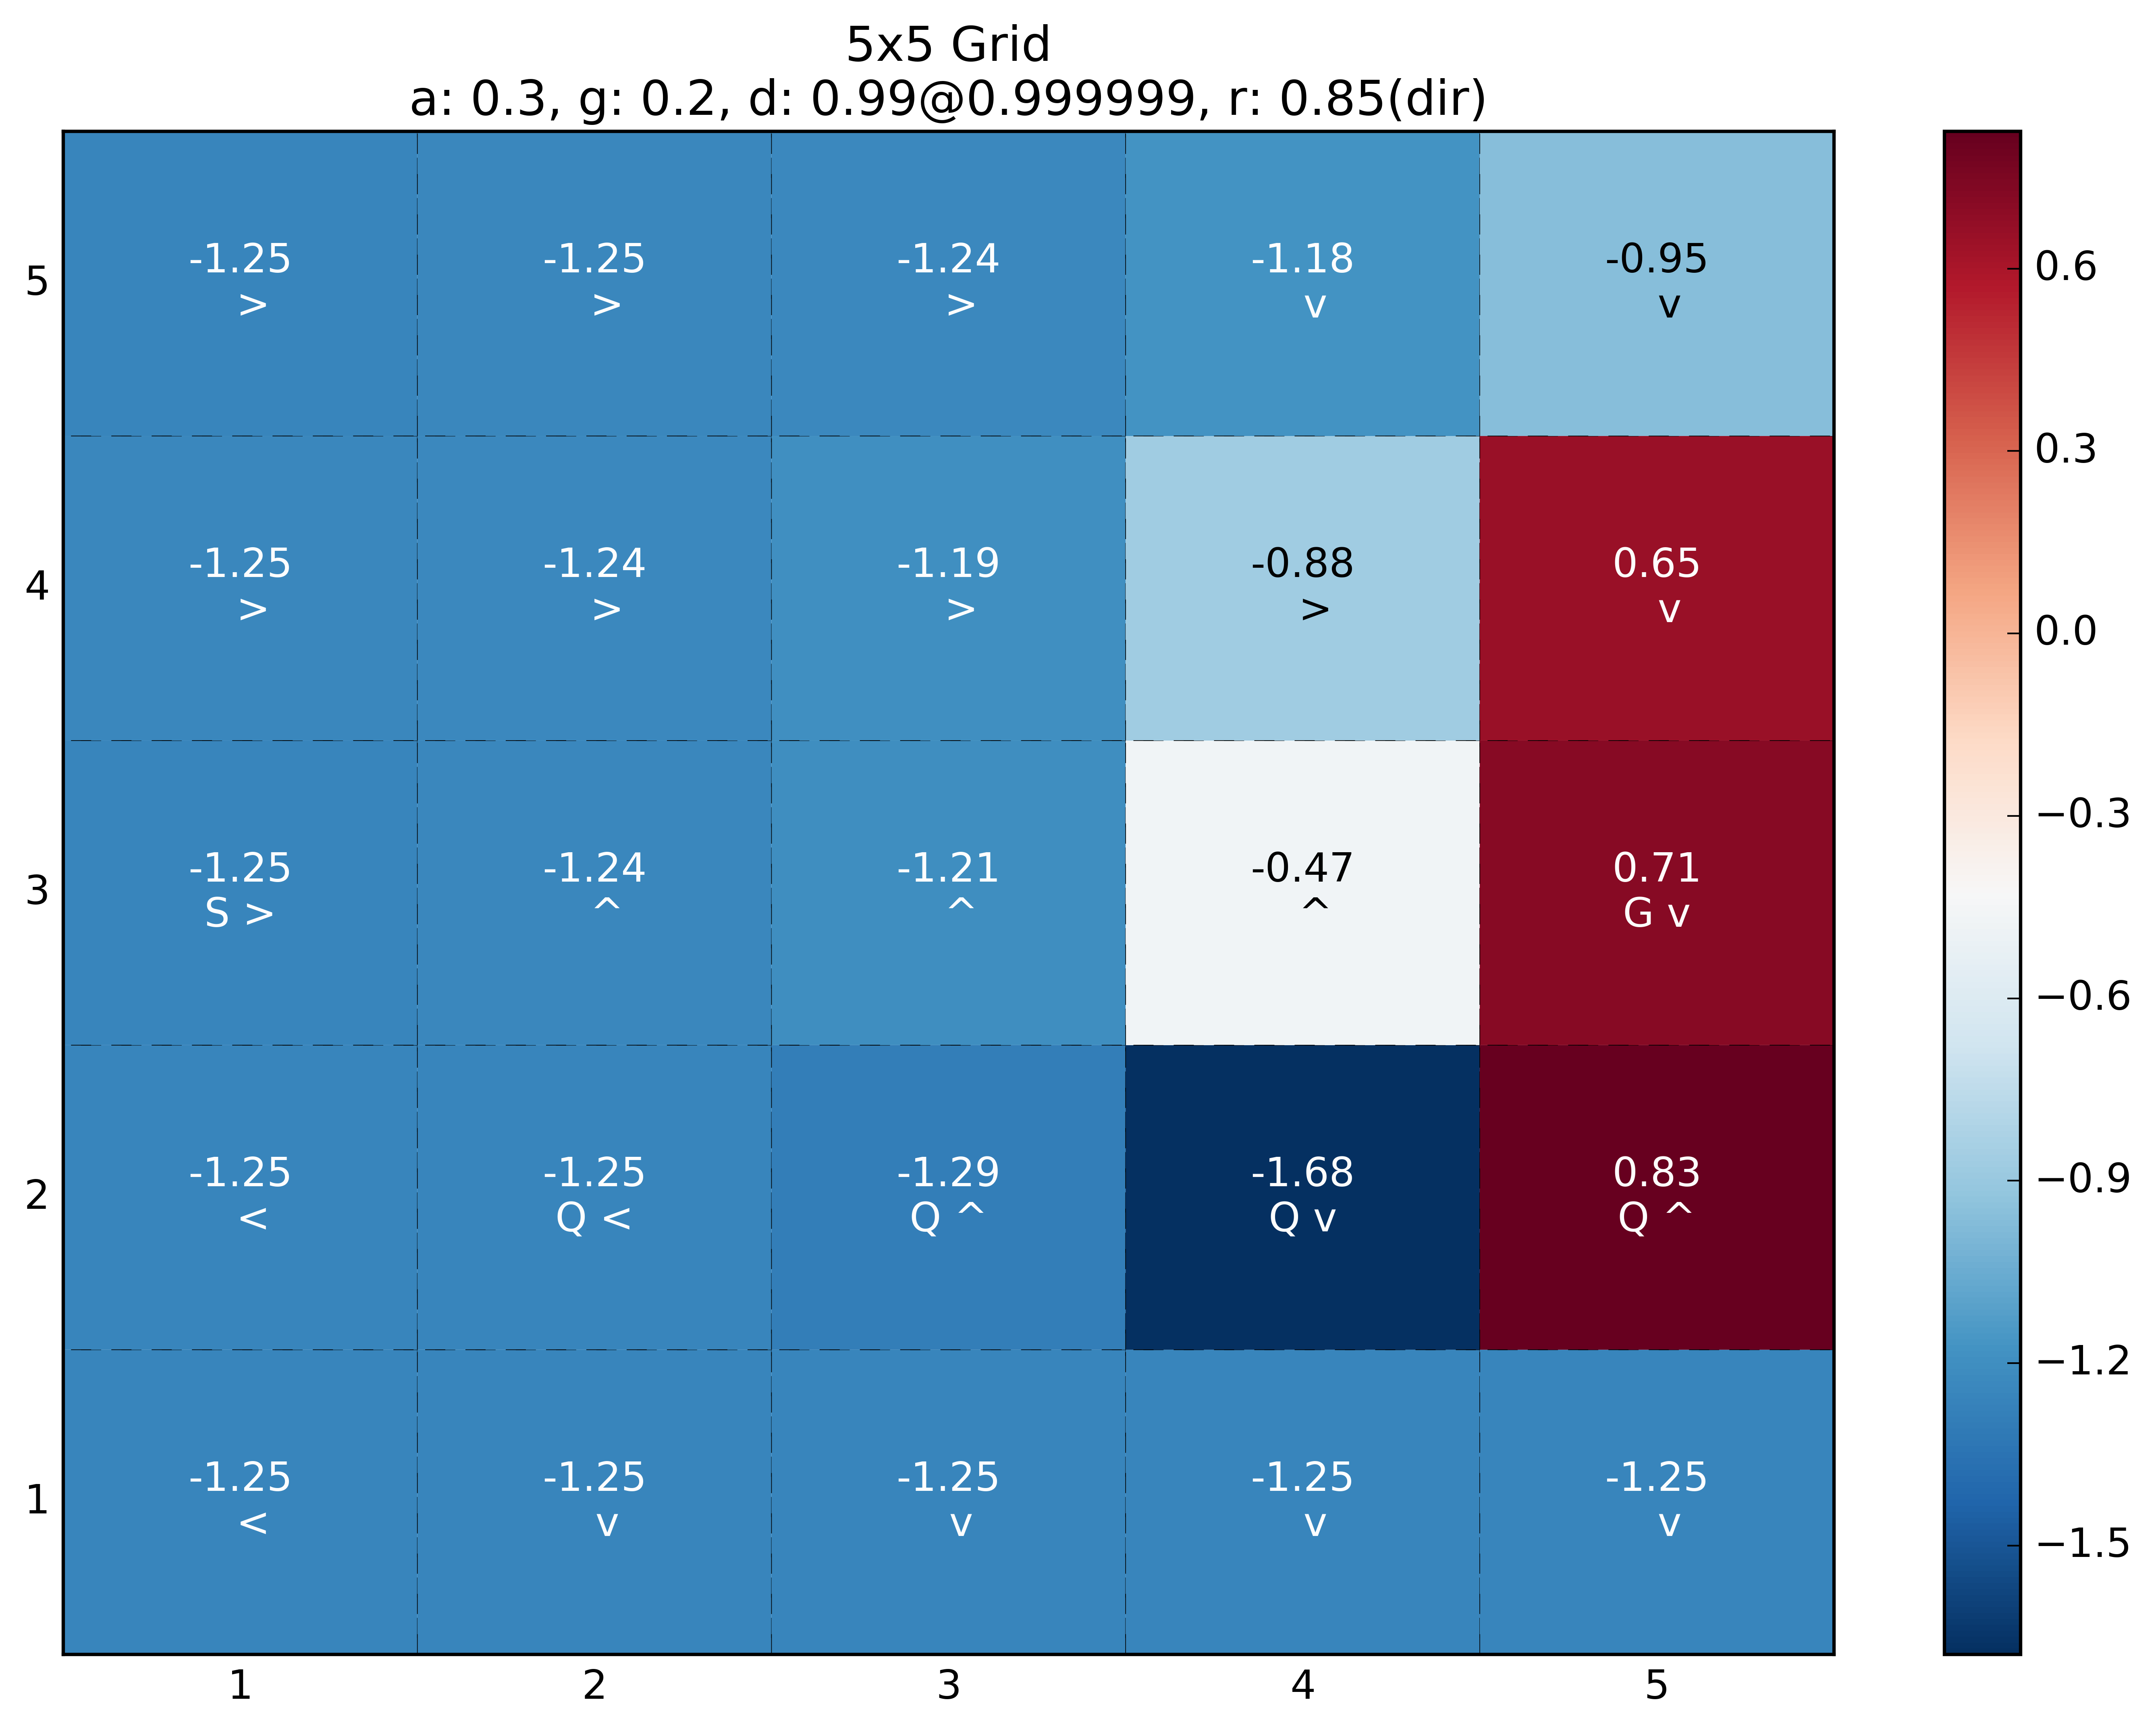 5x5 Grid
a: 0.3, g: 0.2, d: 0.99@0.999999, r: 0.85(dir)
5
-1.25 -1.25 -1.24 -1.18 -0.95
> > > v v
4
-1.25 -1.24 -1.19 -0.88 0.65
> > > > v
3
-1.25 -1.24 -1.21 -0.47 0.71
S > ^ ^ ^ G v
2
-1.25 -1.25 -1.29 -1.68 0.83
< Q < Q ^ Q v Q ^
1
-1.25 -1.25 -1.25 -1.25 -1.25
< v v v v
1 2 3 4 5
0.6
0.3
0.0
−0.3
−0.6
−0.9
−1.2
−1.5